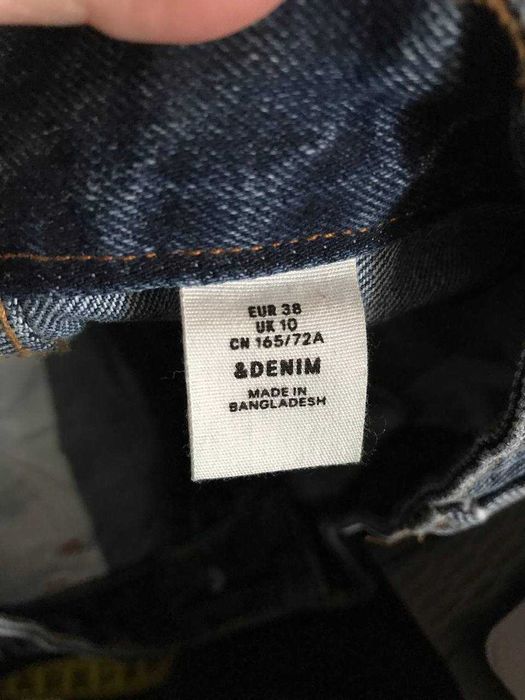 EUR 38
UK 10
CN 165/72A
&DENIM
MADE IN
BANGLADESH